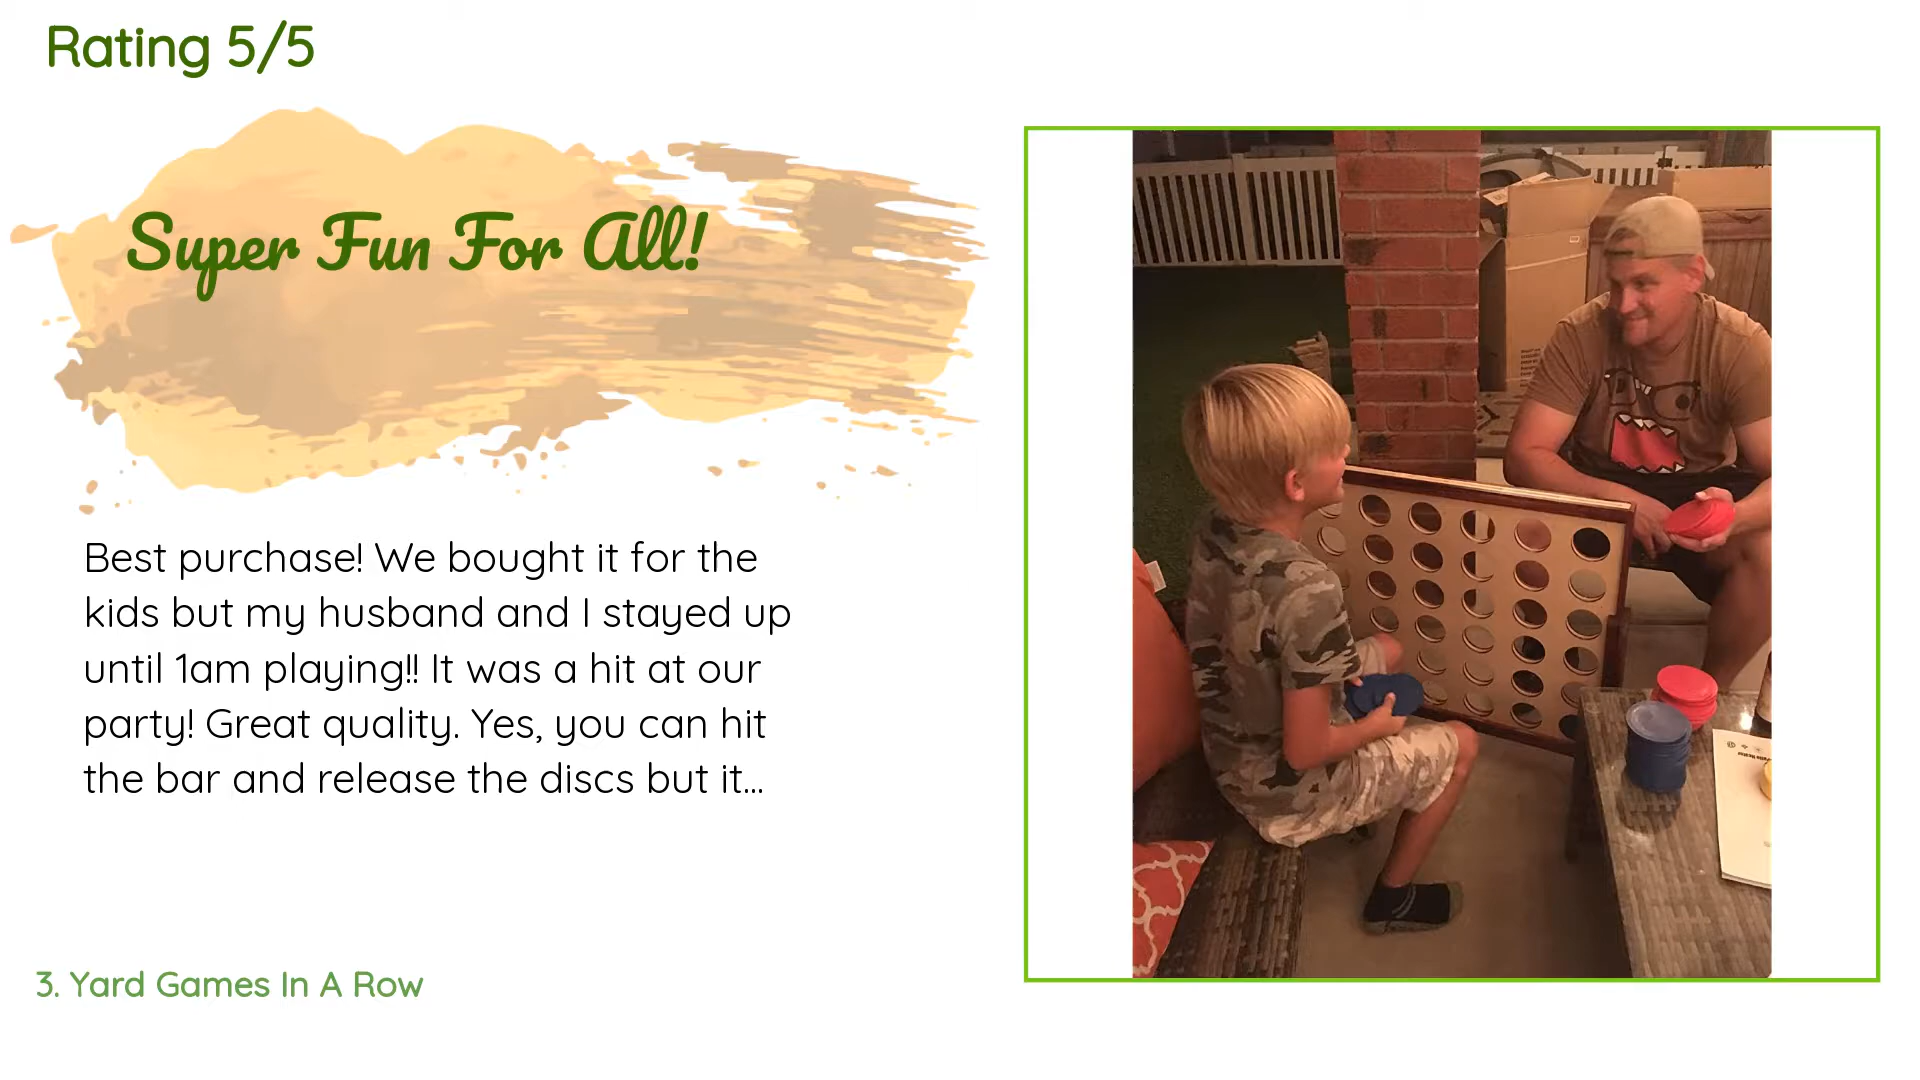 Rating 5/5
Super Fun For All!
Best purchase! We bought it for the
kids but my husband and I stayed up
until 1am playing!! It was a hit at our
party! Great quality. Yes, you can hit
the bar and release the discs but it...
3. Yard Games In A Row